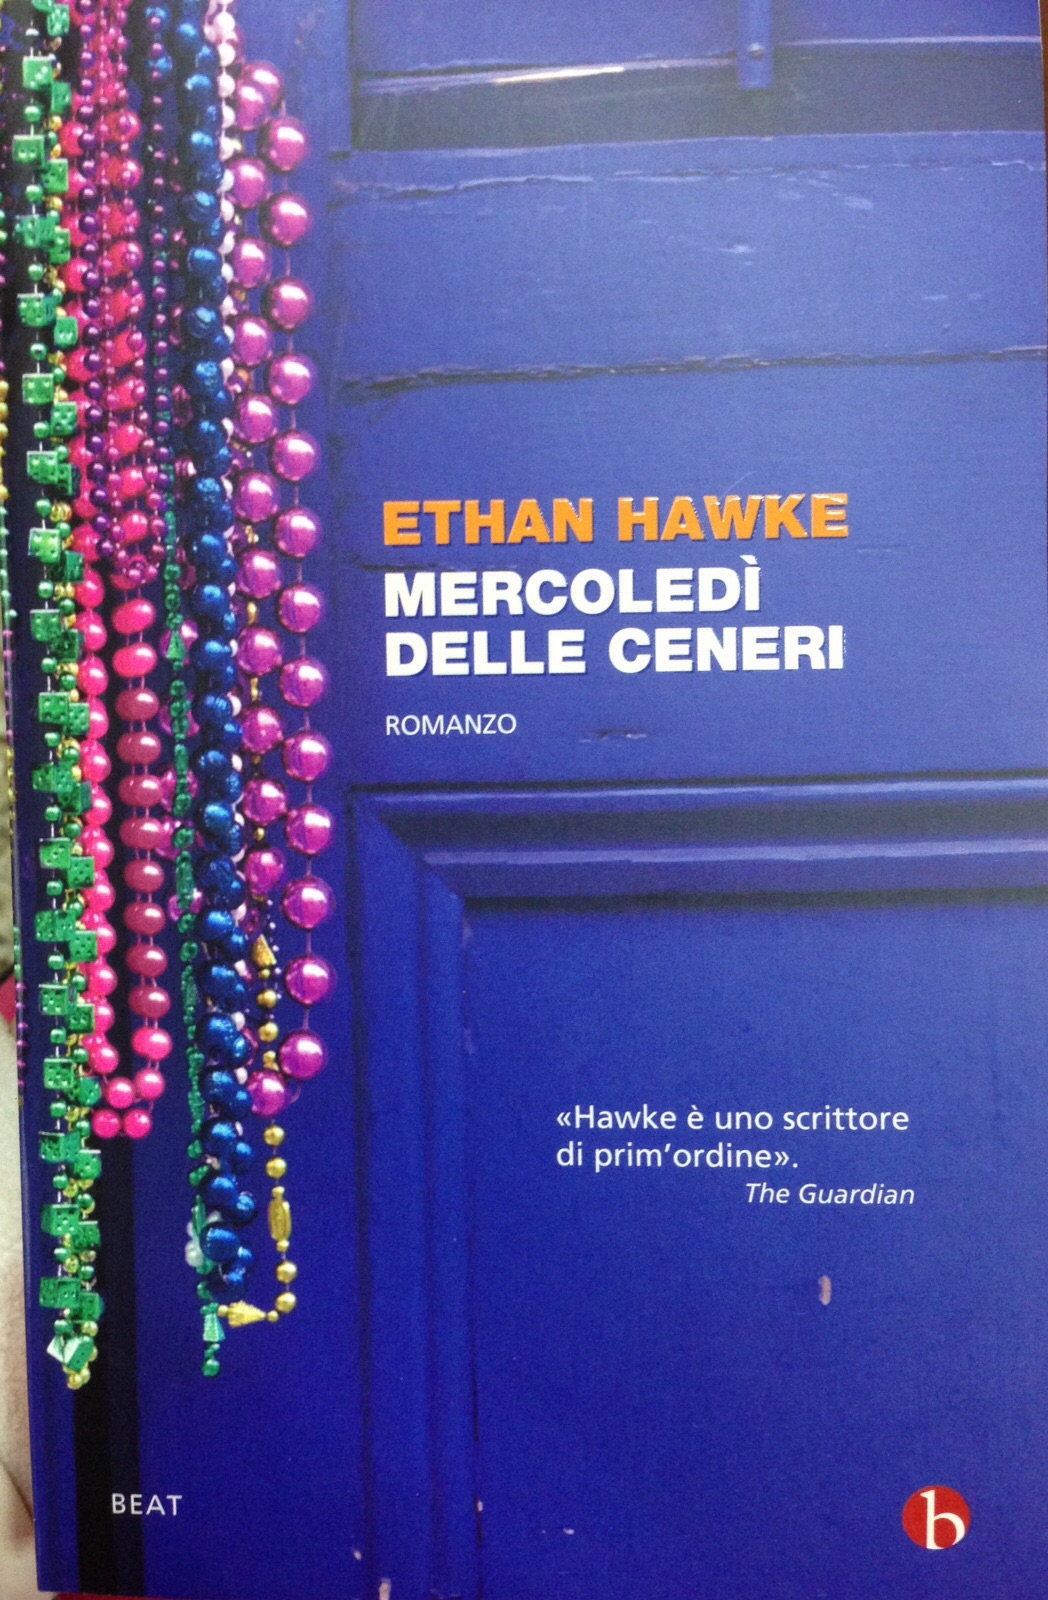 ETHAN HAWKE
MERCOLEDÌ
DELLE CENERI
ROMANZO
«Hawke è uno scrittore
di prim'ordine».
The Guardian
BEAT
b